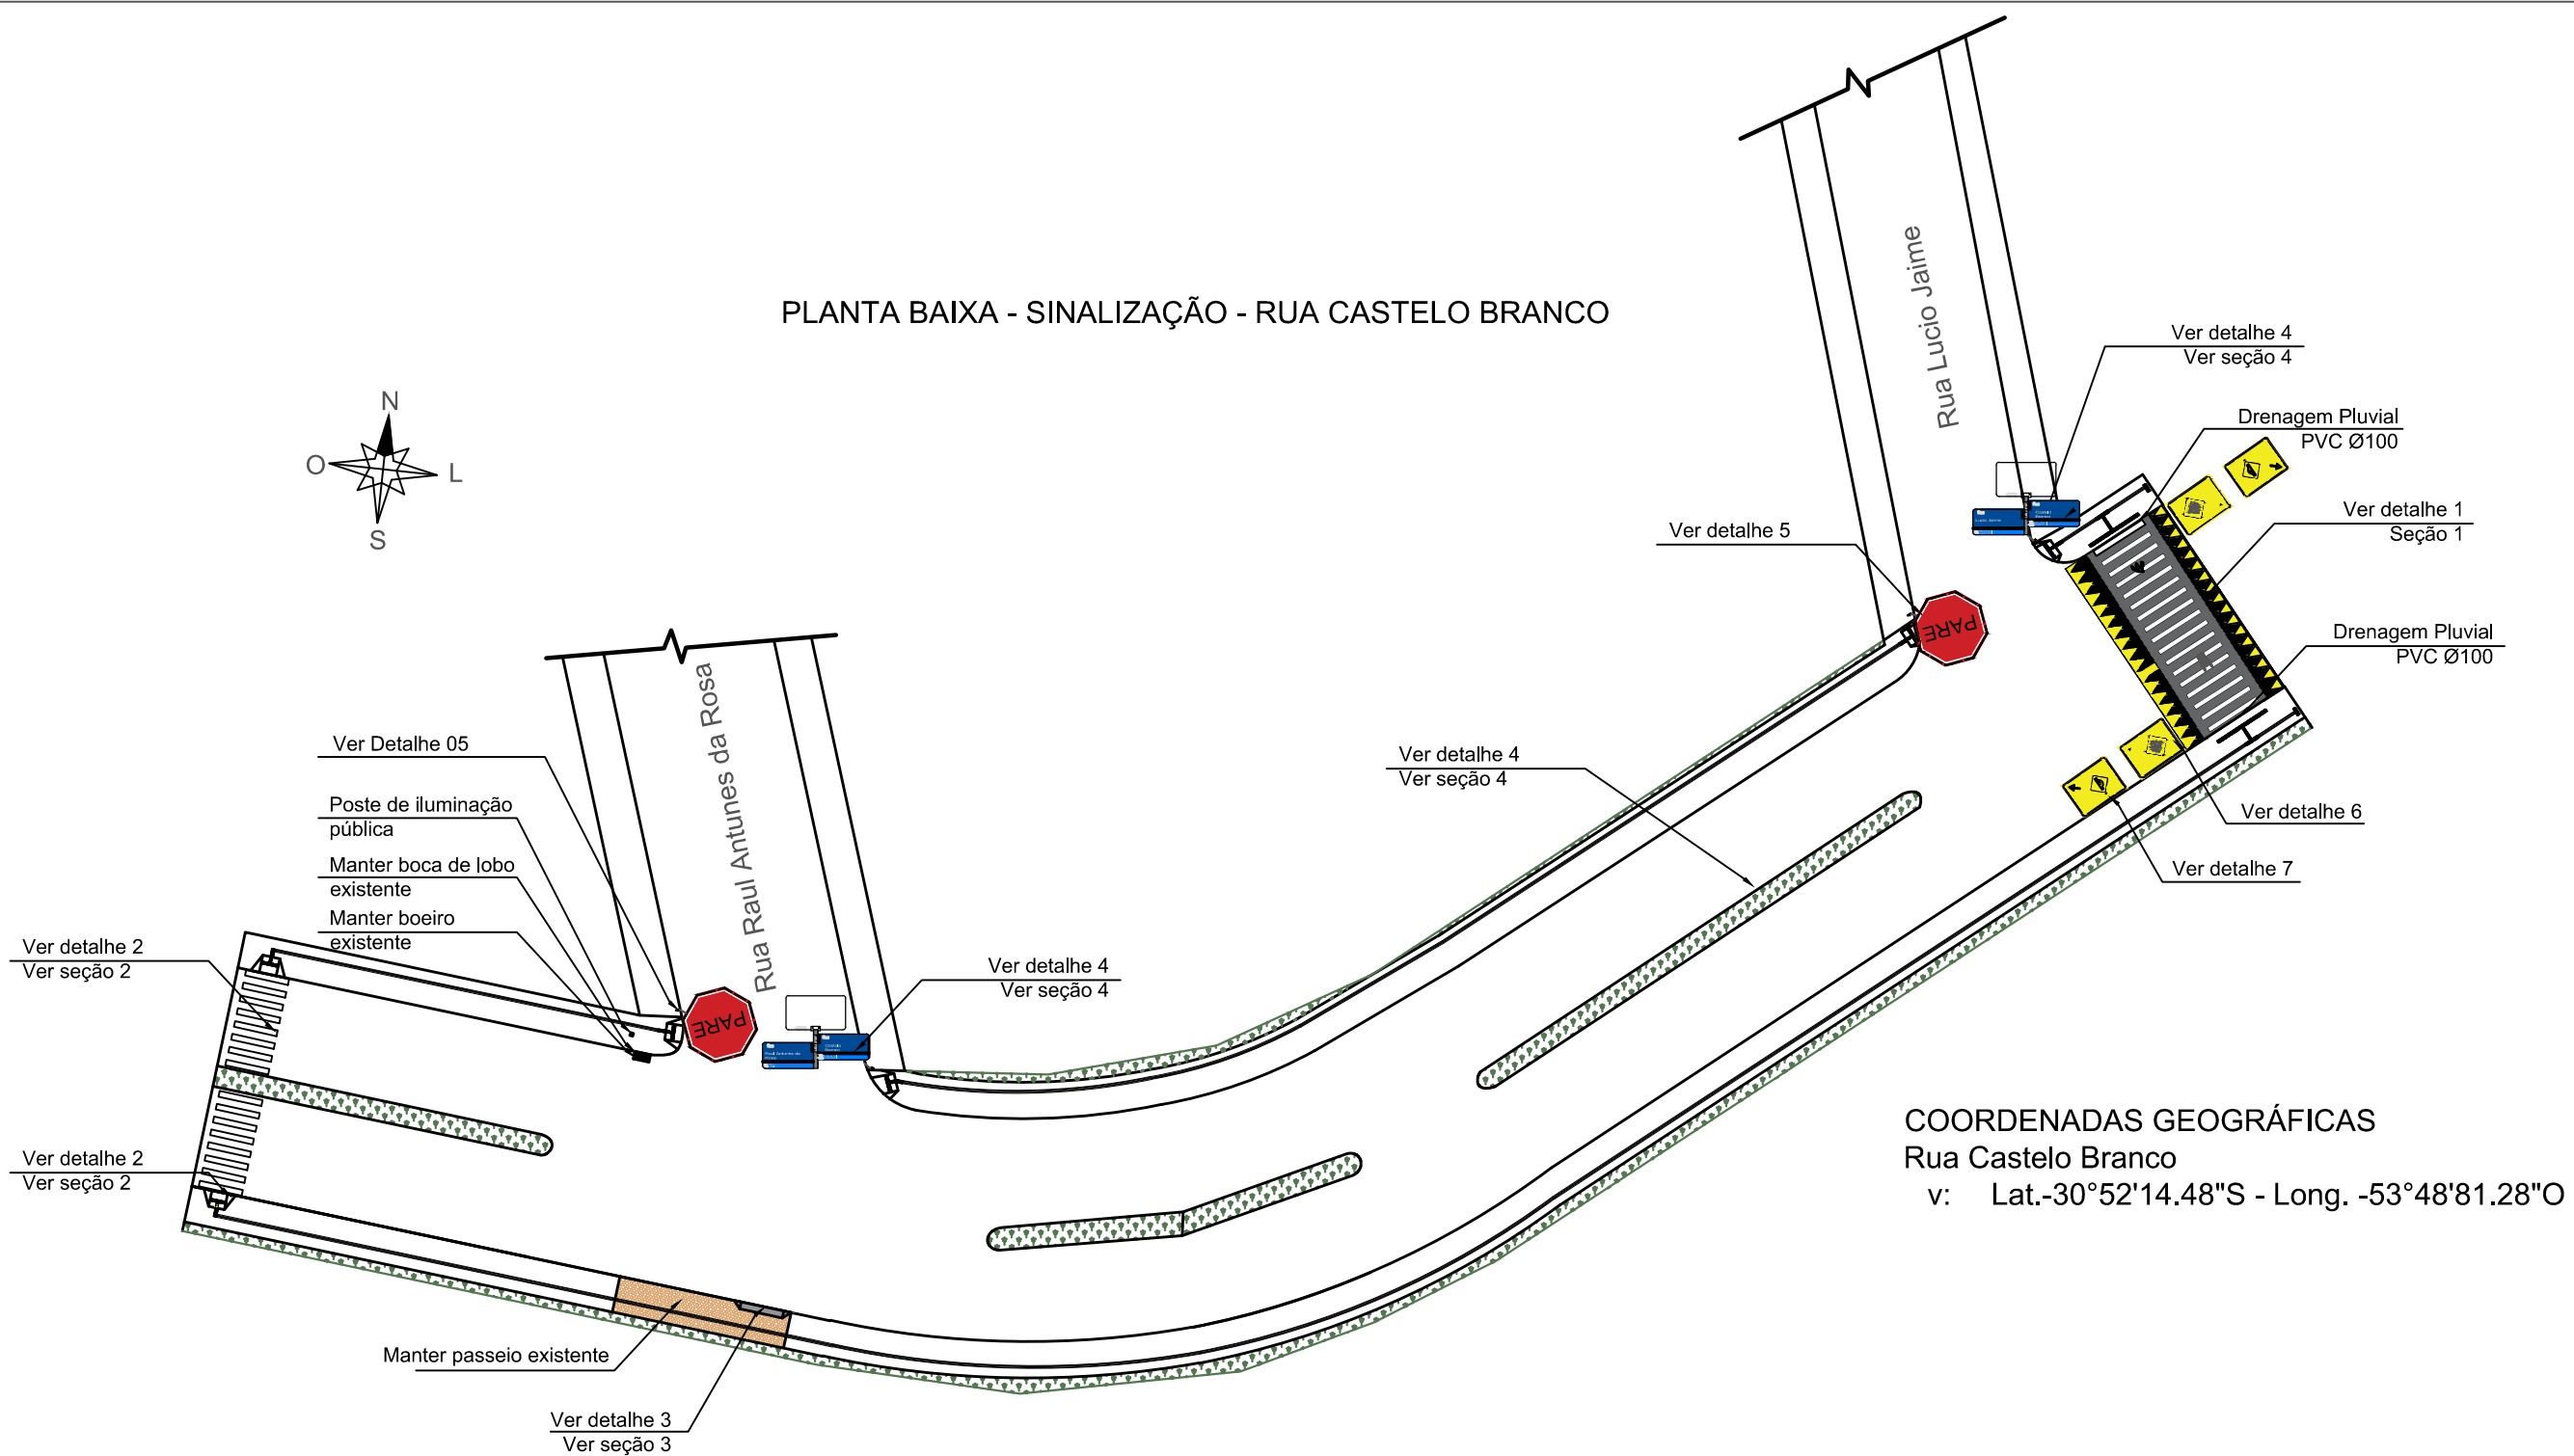 PLANTA BAIXA - SINALIZAÇÃO - RUA CASTELO BRANCO
N
O
L
S
Rua Lucio Jaime
Ver detalhe 4
Ver seção 4
Drenagem Pluvial
PVC Ø100
Ver detalhe 1
Seção 1
Ver detalhe 5
PARE
Drenagem Pluvial
PVC Ø100
Ver detalhe 6
Ver detalhe 7
Ver detalhe 4
Ver seção 4
Rua Raul Antunes da Rosa
Ver Detalhe 05
Poste de iluminação
pública
Manter boca de lobo
existente
Manter boeiro
existente
Ver detalhe 2
Ver seção 2
PARE
Ver detalhe 4
Ver seção 4
Ver detalhe 2
Ver seção 2
Manter passeio existente
Ver detalhe 3
Ver seção 3
COORDENADAS GEOGRÁFICAS
Rua Castelo Branco
v: Lat.-30°52'14.48"S - Long. -53°48'81.28"O